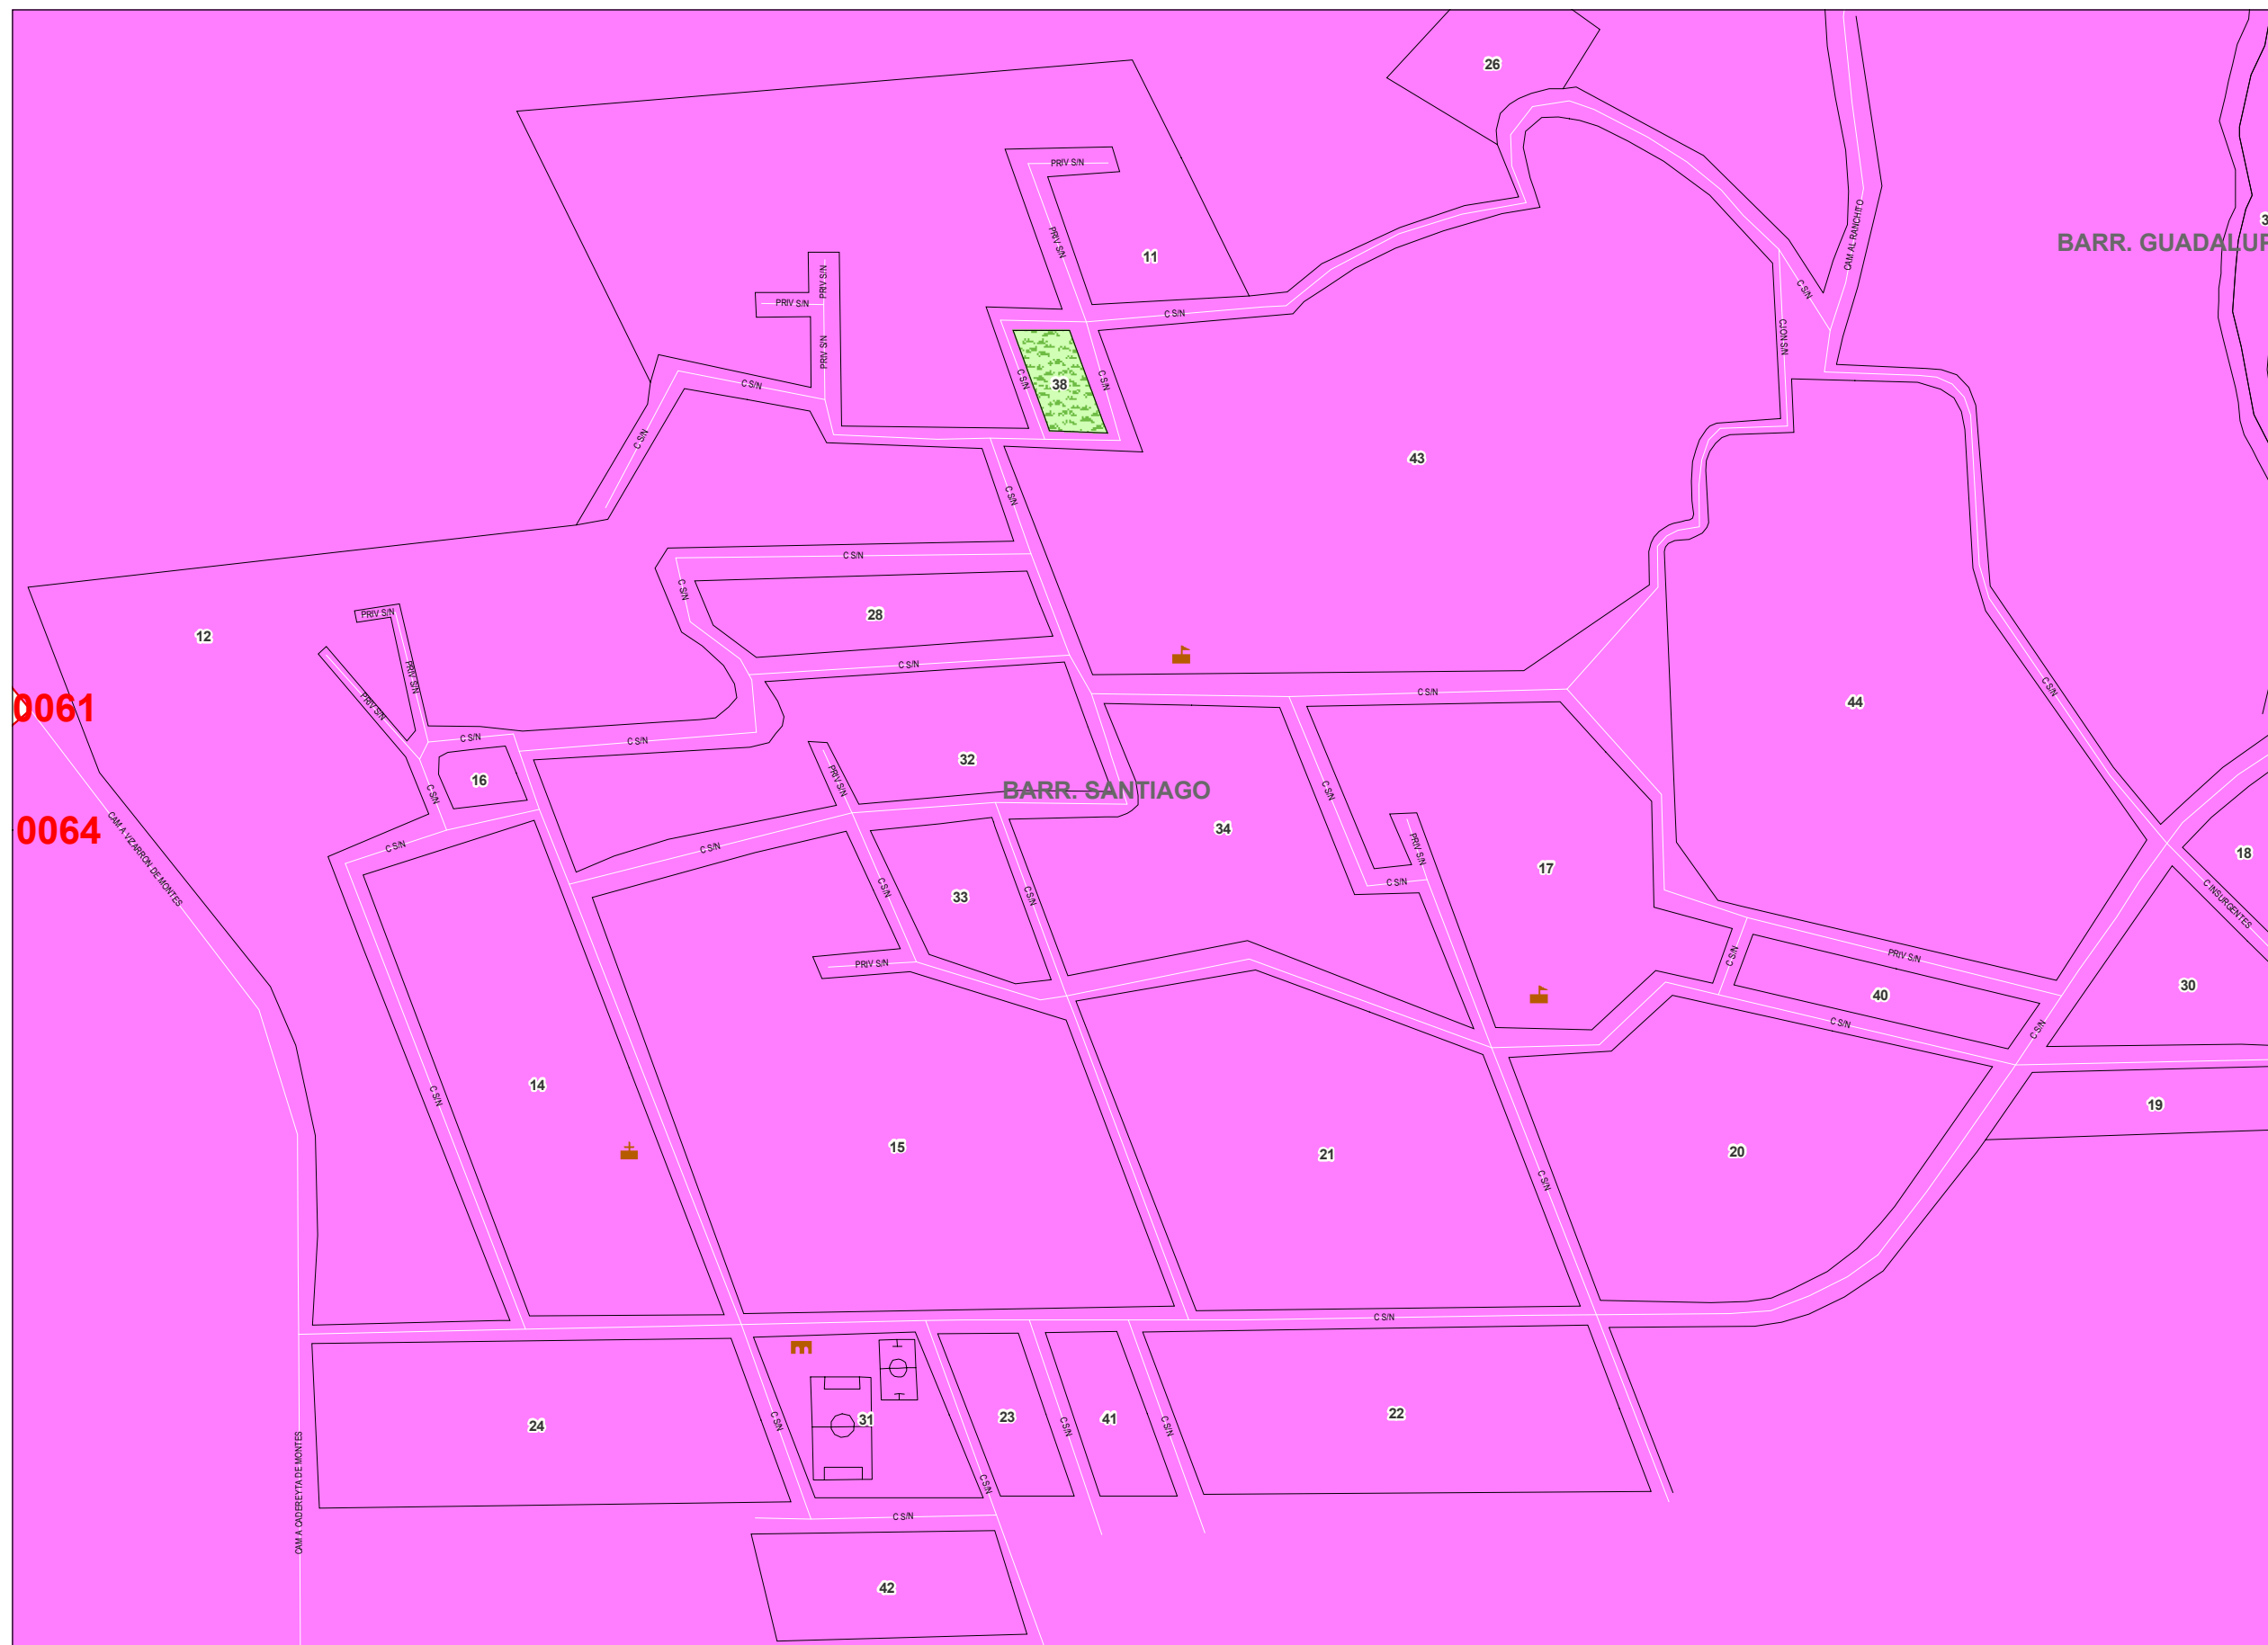 26
PRIV S/N
CAM AL RANCHITO
3
BARR. GUADALUP
PRIV S/N
11
PRIV S/N
PRIV S/N
C S/N
C S/N
PRIV S/N
CJON S/N
C S/N
38
C S/N
C S/N
C S/N
43
C S/N
C S/N
C S/N
28
PRIV S/N
12
C S/N
PRIV S/N
C S/N
C S/N
44
0061
PRIV S/N
C S/N
C S/N
32
16
PRIV S/N
BARR. SANTIAGO
C S/N
C S/N
34
0064
CAM A VIZARRON DE MONTES
C S/N
C S/N
PRIV S/N
18
17
C S/N
C S/N
33
C S/N
C INSURGENTES
PRIV S/N
C S/N
PRIV S/N
30
40
C S/N
C S/N
14
C S/N
19
15
21
20
C S/N
C S/N
24
C S/N
31
23
C S/N
41
C S/N
22
C S/N
CAM A CADEREYTA DE MONTES
C S/N
42